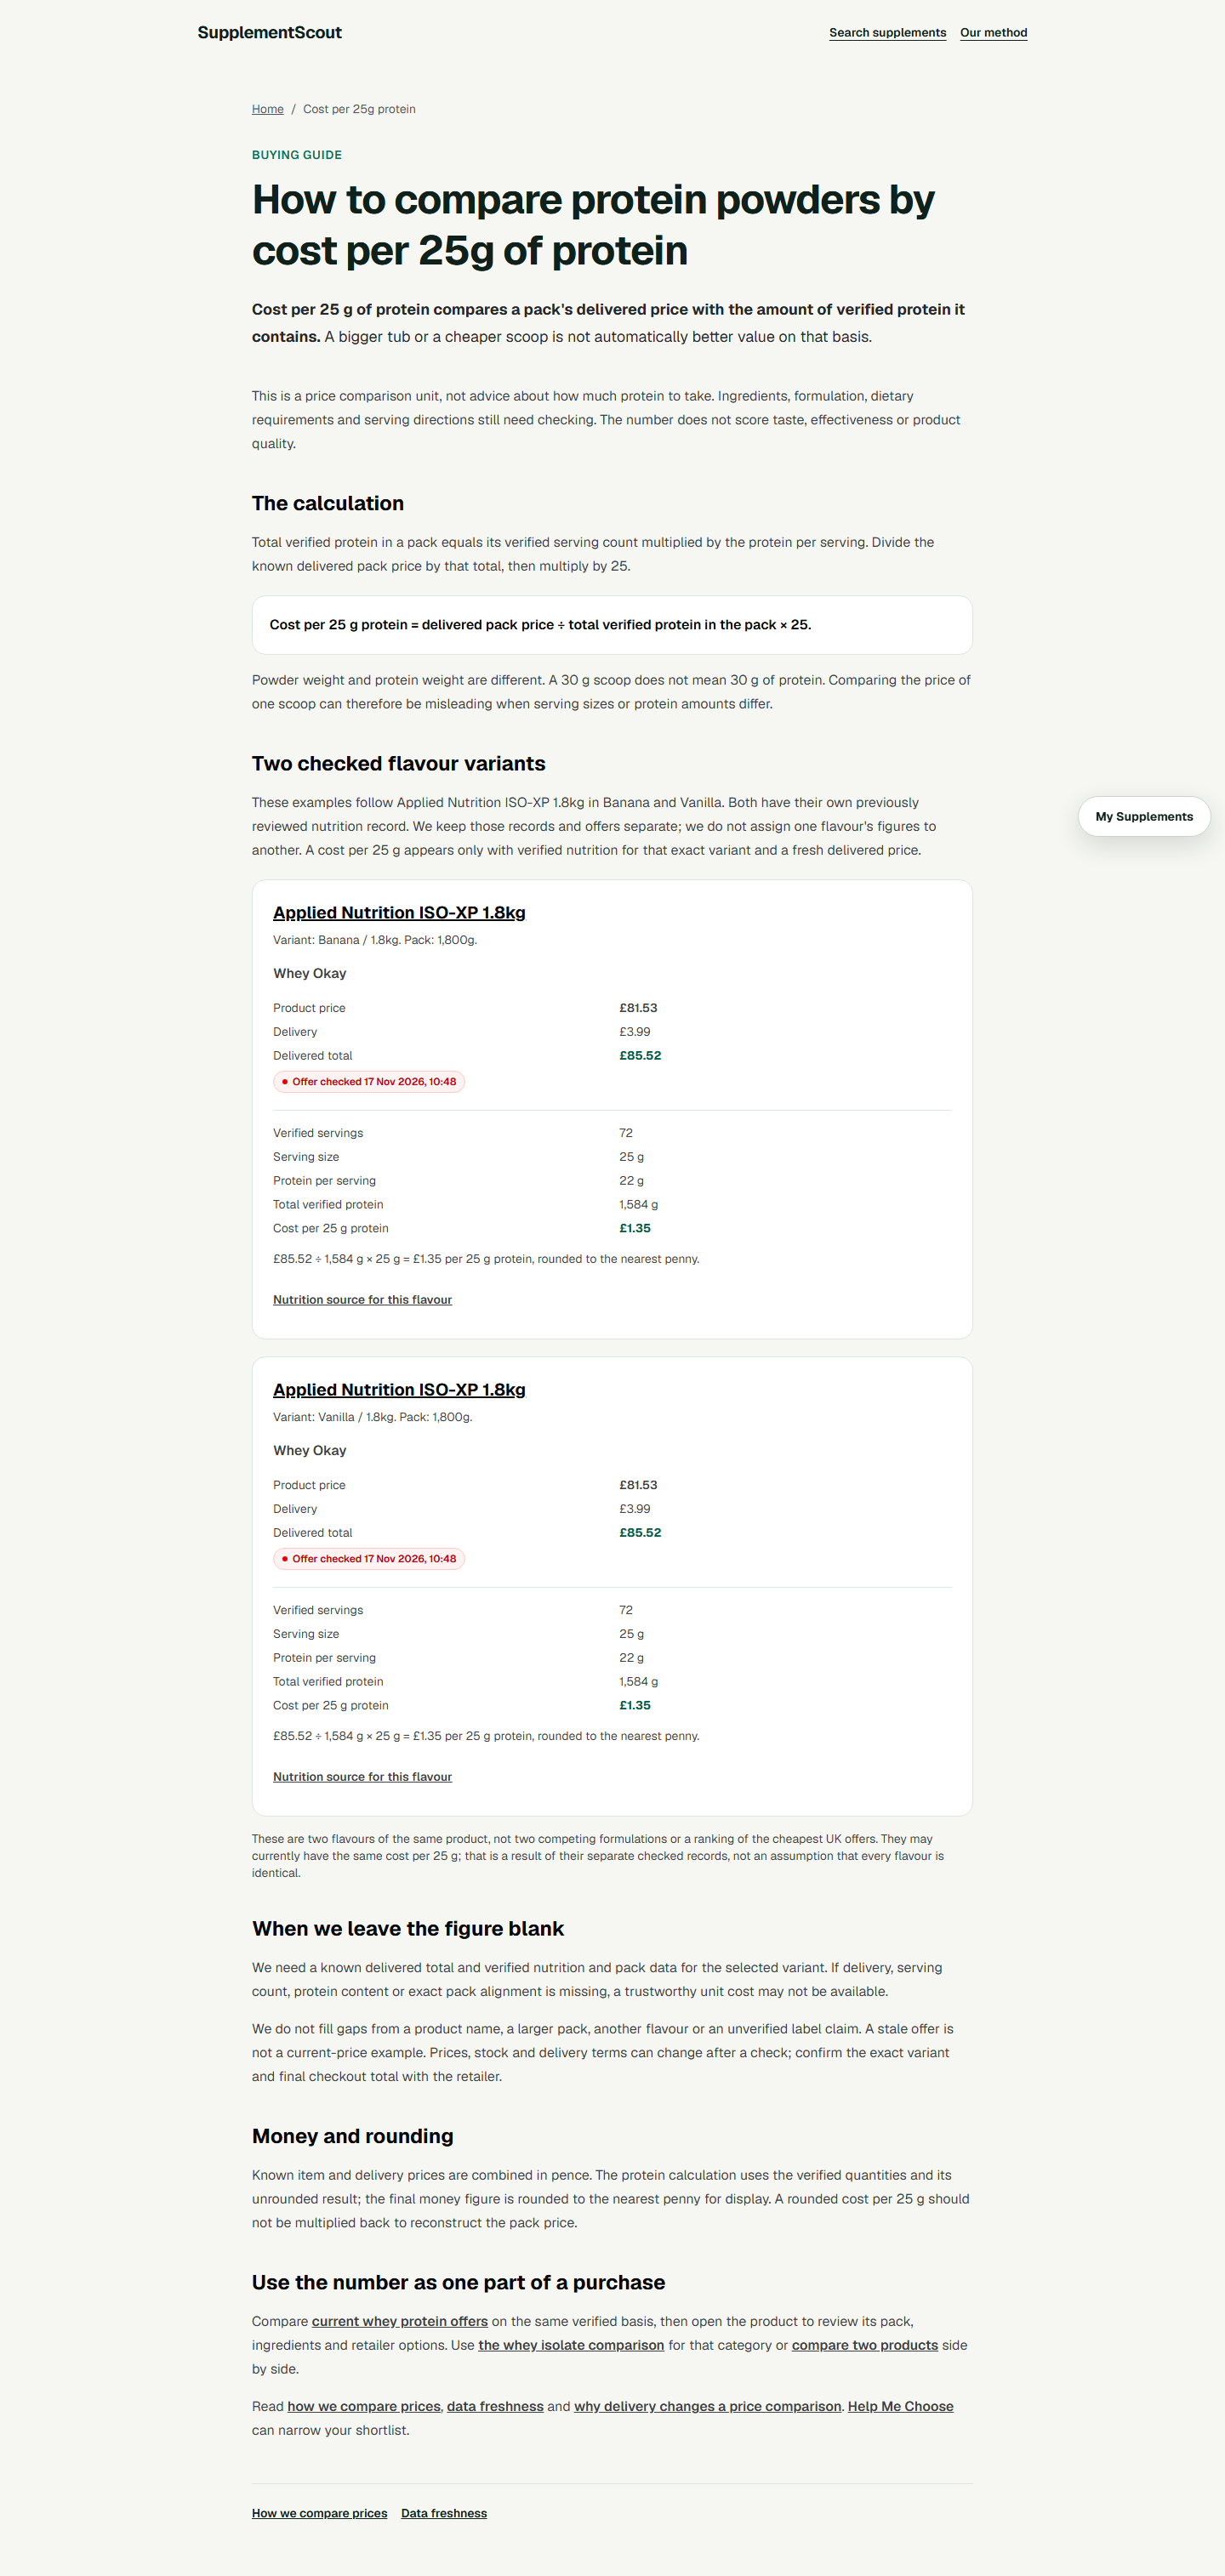 SupplementScout
Search supplements Our method
Home / Cost per 25g protein
BUYING GUIDE
How to compare protein powders by
cost per 25g of protein
Cost per 25 g of protein compares a pack's delivered price with the amount of verified protein it
contains. A bigger tub or a cheaper scoop is not automatically better value on that basis.
This is a price comparison unit, not advice about how much protein to take. Ingredients, formulation, dietary
requirements and serving directions still need checking. The number does not score taste, effectiveness or product
quality.
The calculation
Total verified protein in a pack equals its verified serving count multiplied by the protein per serving. Divide the
known delivered pack price by that total, then multiply by 25.
Cost per 25 g protein = delivered pack price ÷ total verified protein in the pack × 25.
Powder weight and protein weight are different. A 30 g scoop does not mean 30 g of protein. Comparing the price of
one scoop can therefore be misleading when serving sizes or protein amounts differ.
Two checked flavour variants
These examples follow Applied Nutrition ISO-XP 1.8kg in Banana and Vanilla. Both have their own previously
reviewed nutrition record. We keep those records and offers separate; we do not assign one flavour's figures to
another. A cost per 25 g appears only with verified nutrition for that exact variant and a fresh delivered price.
My Supplements
Applied Nutrition ISO-XP 1.8kg
Variant: Banana / 1.8kg. Pack: 1,800g.
Whey Okay
Product price £81.53
Delivery £3.99
Delivered total £85.52
Offer checked 17 Nov 2026, 10:48
Verified servings 72
Serving size 25 g
Protein per serving 22 g
Total verified protein 1,584 g
Cost per 25 g protein £1.35
£85.52 ÷ 1,584 g × 25 g = £1.35 per 25 g protein, rounded to the nearest penny.
Nutrition source for this flavour
Applied Nutrition ISO-XP 1.8kg
Variant: Vanilla / 1.8kg. Pack: 1,800g.
Whey Okay
Product price £81.53
Delivery £3.99
Delivered total £85.52
Offer checked 17 Nov 2026, 10:48
Verified servings 72
Serving size 25 g
Protein per serving 22 g
Total verified protein 1,584 g
Cost per 25 g protein £1.35
£85.52 ÷ 1,584 g × 25 g = £1.35 per 25 g protein, rounded to the nearest penny.
Nutrition source for this flavour
These are two flavours of the same product, not two competing formulations or a ranking of the cheapest UK offers. They may
currently have the same cost per 25 g; that is a result of their separate checked records, not an assumption that every flavour is
identical.
When we leave the figure blank
We need a known delivered total and verified nutrition and pack data for the selected variant. If delivery, serving
count, protein content or exact pack alignment is missing, a trustworthy unit cost may not be available.
We do not fill gaps from a product name, a larger pack, another flavour or an unverified label claim. A stale offer is
not a current-price example. Prices, stock and delivery terms can change after a check; confirm the exact variant
and final checkout total with the retailer.
Money and rounding
Known item and delivery prices are combined in pence. The protein calculation uses the verified quantities and its
unrounded result; the final money figure is rounded to the nearest penny for display. A rounded cost per 25 g should
not be multiplied back to reconstruct the pack price.
Use the number as one part of a purchase
Compare current whey protein offers on the same verified basis, then open the product to review its pack,
ingredients and retailer options. Use the whey isolate comparison for that category or compare two products side
by side.
Read how we compare prices, data freshness and why delivery changes a price comparison. Help Me Choose
can narrow your shortlist.
How we compare prices Data freshness